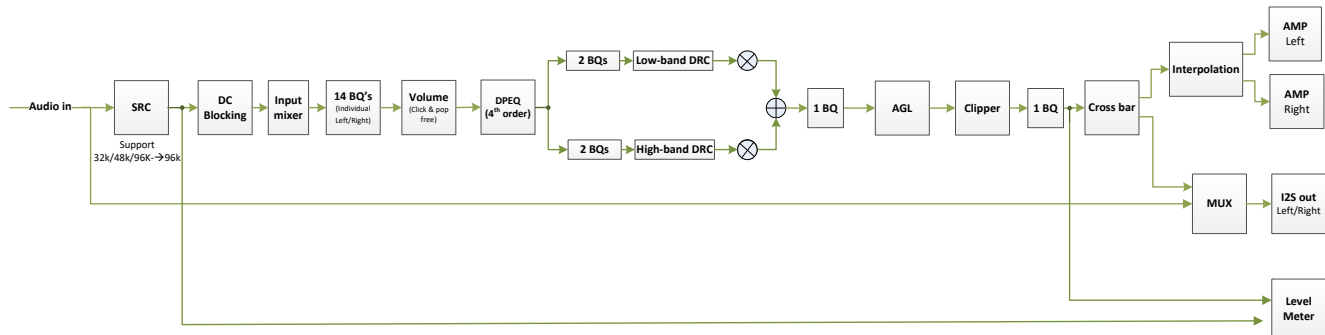 Audio in
SRC
Support
32k/48k/96K-→96k
DC
Blocking
Input
mixer
14 BQ's
(Individual
Left/Right)
Volume
(Click & pop
free)
DPEQ
(4th order)
2 BQs
Low-band DRC
2 BQs
High-band DRC
1 BQ
AGL
Clipper
1 BQ
Cross bar
Interpolation
AMP
Left
AMP
Right
MUX
I2S out
Left/Right
Level
Meter